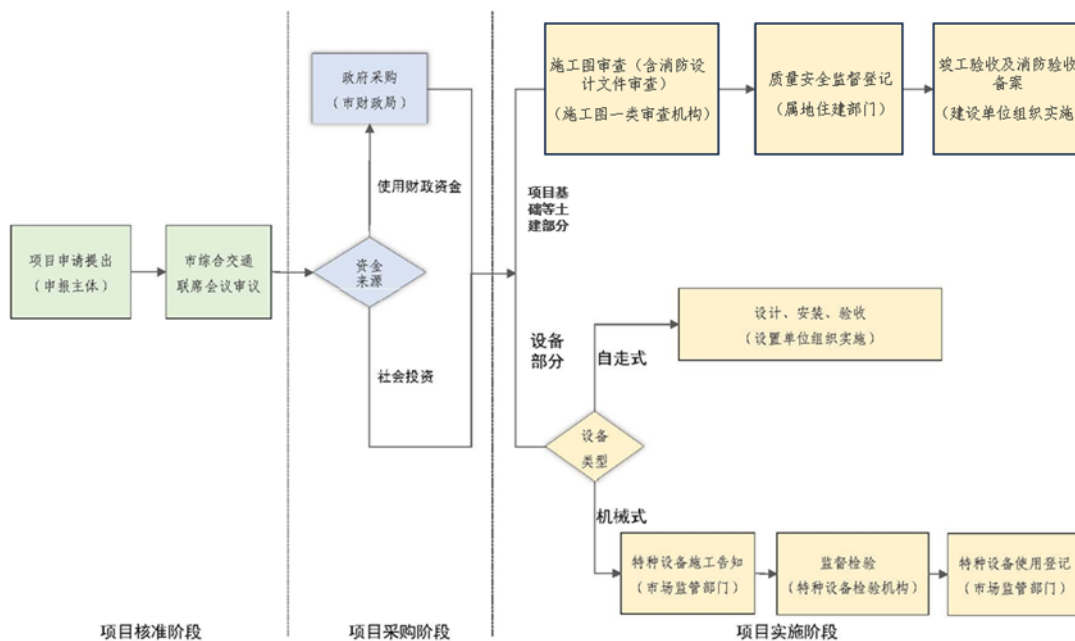 项目申请提出
（申报主体）
市综合交通
联席会议审议
政府采购
（市财政局）
使用财政资金
资金
来源
社会投资
施工图审查（含消防设
计文件审查）
（施工图一类审查机构）
质量安全监督登记
（属地住建部门）
竣工验收及消防验收
备案
（建设单位组织实施
项目基
础等土
建部分
设备
部分
设计、安装、验收
（设置单位组织实施）
自走式
设备
类型
机械式
特种设备施工告知
（市场监管部门）
监督检验
（特种设备检验机构）
特种设备使用登记
（市场监管部门）
项目核准阶段
项目采购阶段
项目实施阶段